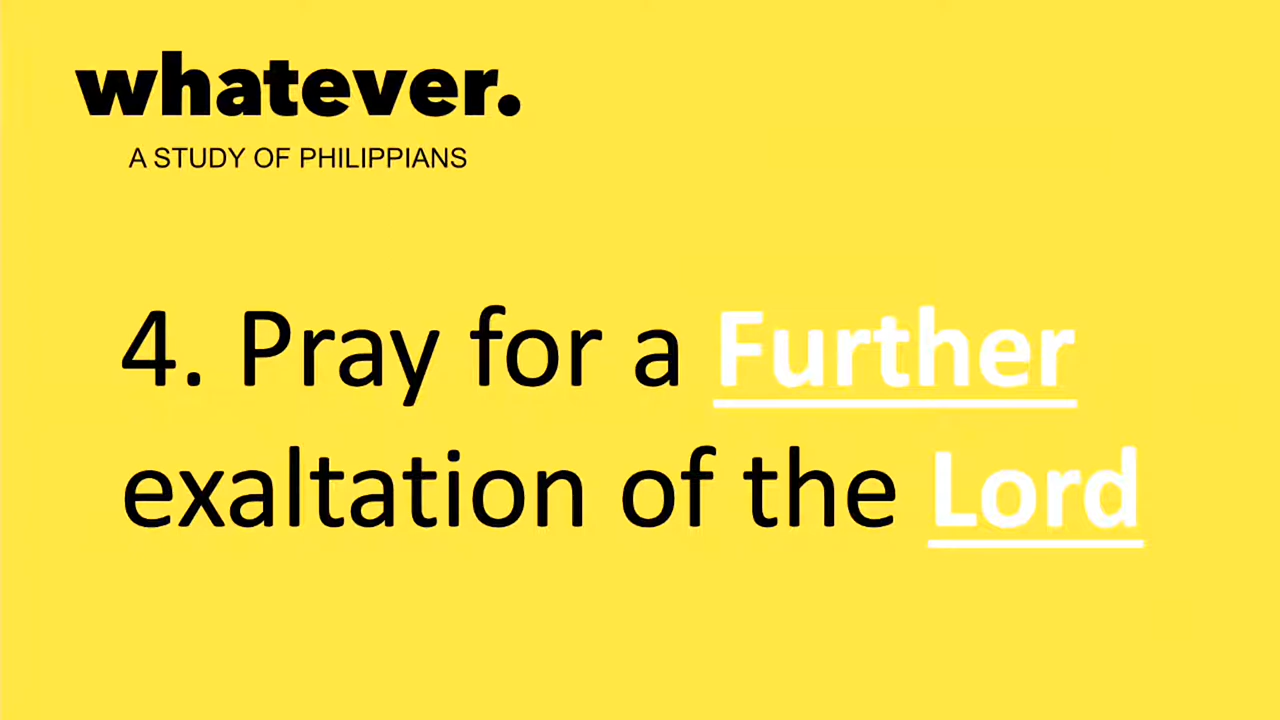 whatever.
A STUDY OF PHILIPPIANS
4. Pray for a Further
exaltation of the Lord